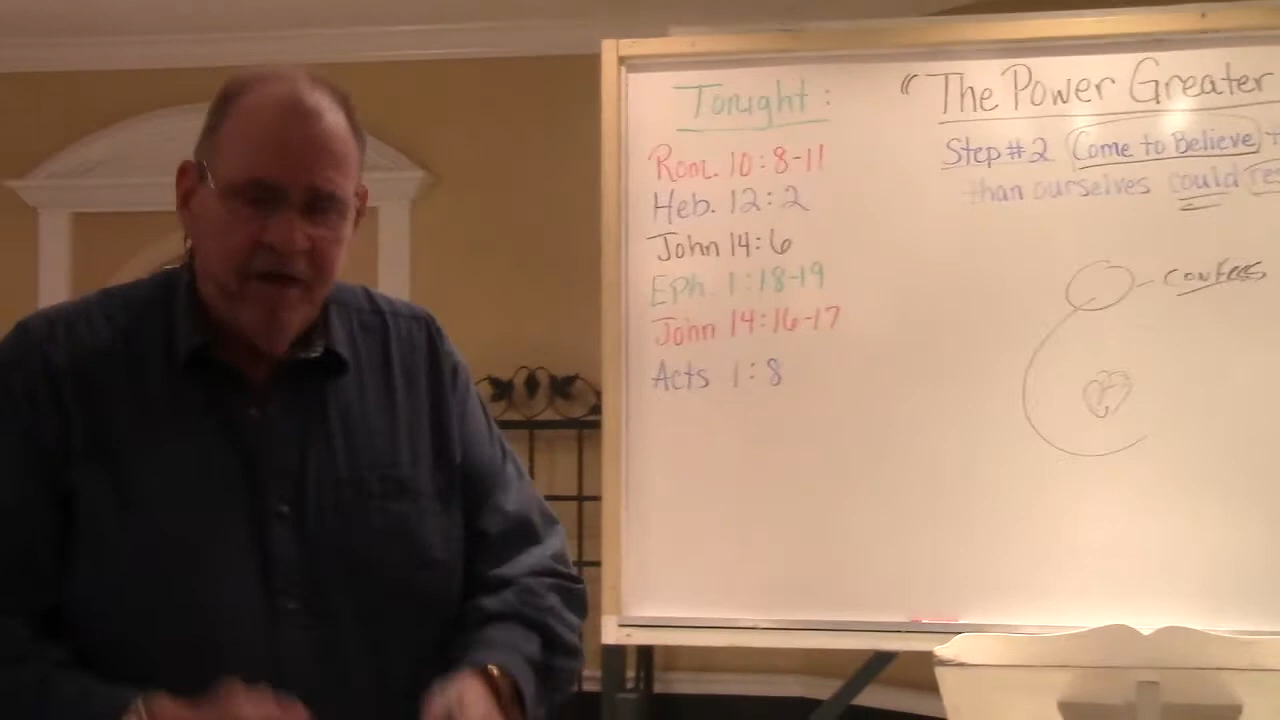 Tonight:
Rom. 10:8-11
Heb. 12:2
John 14:6
Eph. 1:18-19
John 14:16-17
Acts 1:8
"The Power Greater
Step #2 Come to Believe
than ourselves could res
confess